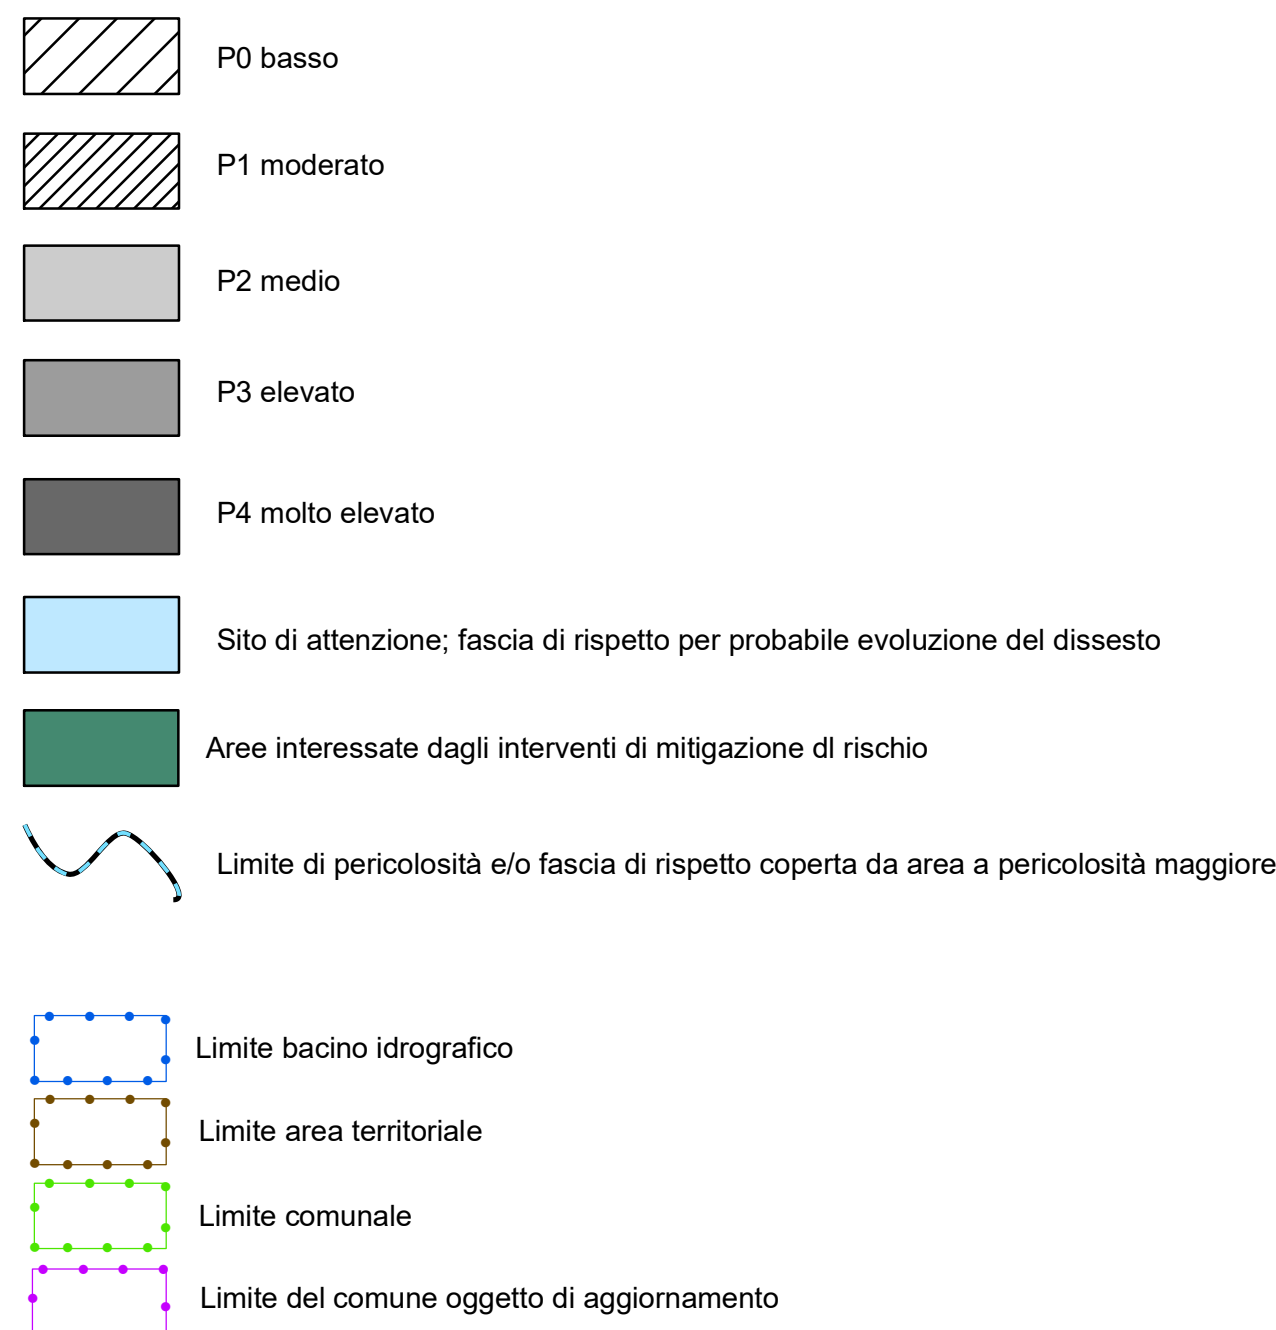 P0 basso
P1 moderato
P2 medio
P3 elevato
P4 molto elevato
Sito di attenzione; fascia di rispetto per probabile evoluzione del dissesto
Aree interessate dagli interventi di mitigazione dl rischio
Limite di pericolosità e/o fascia di rispetto coperta da area a pericolosità maggiore
Limite bacino idrografico
Limite area territoriale
Limite comunale
Limite del comune oggetto di aggiornamento